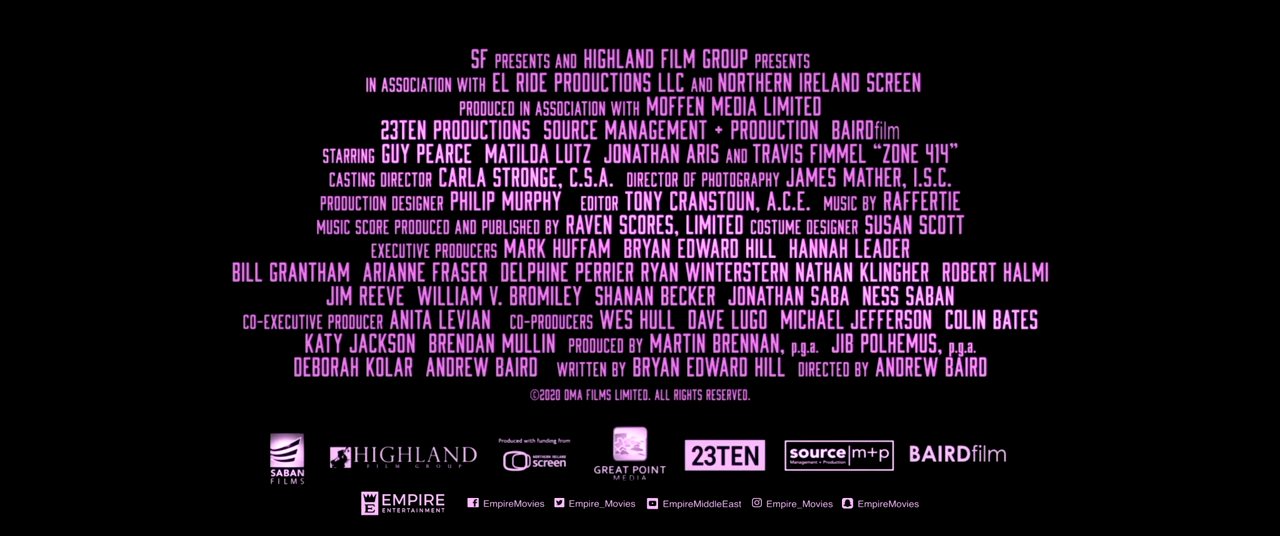 SF PRESENTS AND HIGHLAND FILM GROUP PRESENTS
IN ASSOCIATION WITH EL RIDE PRODUCTIONS LLC AND NORTHERN IRELAND SCREEN
PRODUCED IN ASSOCIATION WITH MOFFEN MEDIA LIMITED
23TEN PRODUCTIONS SOURCE MANAGEMENT + PRODUCTION BAIRDfilm
STARRING GUY PEARCE MATILDA LUTZ JONATHAN ARIS AND TRAVIS FIMMEL “ZONE 414”
CASTING DIRECTOR CARLA STRONGE, C.S.A. DIRECTOR OF PHOTOGRAPHY JAMES MATHER, I.S.C.
PRODUCTION DESIGNER PHILIP MURPHY EDITOR TONY CRANSTOUN, A.C.E. MUSIC BY RAFFERTIE
MUSIC SCORE PRODUCED AND PUBLISHED BY RAVEN SCORES, LIMITED COSTUME DESIGNER SUSAN SCOTT
EXECUTIVE PRODUCERS MARK HUFFAM BRYAN EDWARD HILL HANNAH LEADER
BILL GRANTHAM ARIANNE FRASER DELPHINE PERRIER RYAN WINTERSTERN NATHAN KLINGHER ROBERT HALMI
JIM REEVE WILLIAM V. BROMILEY SHANAN BECKER JONATHAN SABA NESS SABAN
CO-EXECUTIVE PRODUCER ANITA LEVIAN CO-PRODUCERS WES HULL DAVE LUGO MICHAEL JEFFERSON COLIN BATES
KATY JACKSON BRENDAN MULLIN PRODUCED BY MARTIN BRENNAN, p.g.a. JIB POLHEMUS, p.g.a.
DEBORAH KOLAR ANDREW BAIRD WRITTEN BY BRYAN EDWARD HILL DIRECTED BY ANDREW BAIRD
©2020 DMA FILMS LIMITED. ALL RIGHTS RESERVED.
SABAN
FILMS
HIGHLAND
FILM GROUP
Produced with funding from
NORTHERN IRELAND
screen
GREAT POINT
MEDIA
23TEN
source|m+p
Management + Production
BAIRDfilm
EMPIRE
ENTERTAINMENT
EmpireMovies Empire_Movies EmpireMiddleEast Empire_Movies EmpireMovies